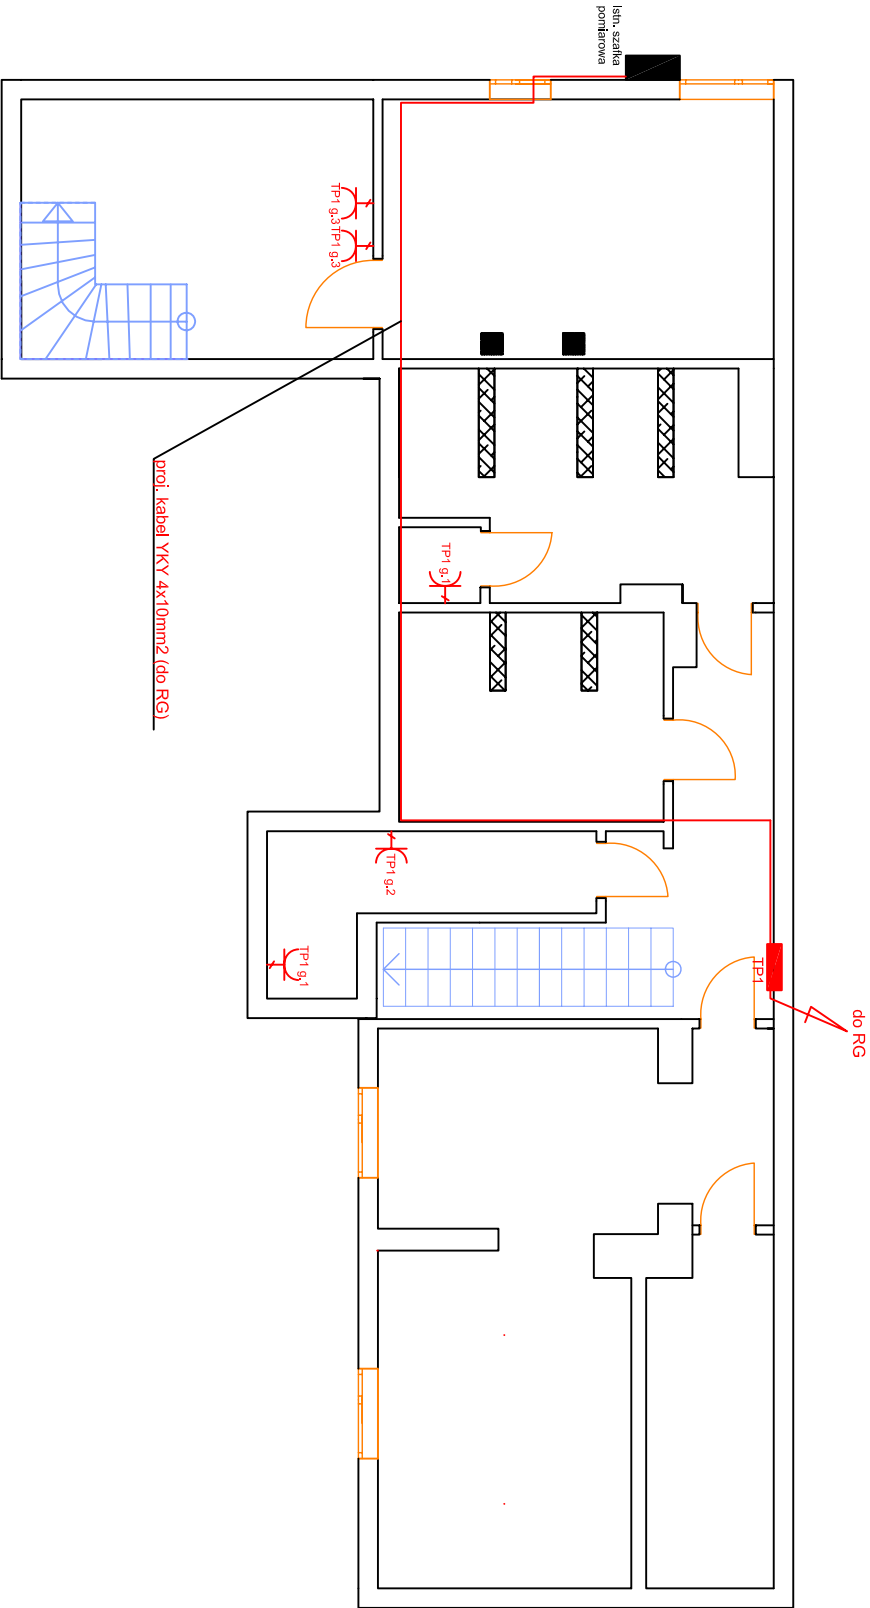 Istn. szafka
pomiarowa
TP1 g.3
TP1 g.3
TP1 g.1
proj. kabel YKY 4x10mm2 (do RG)
TP1 g.2
TP1 g.1
TP1
do RG